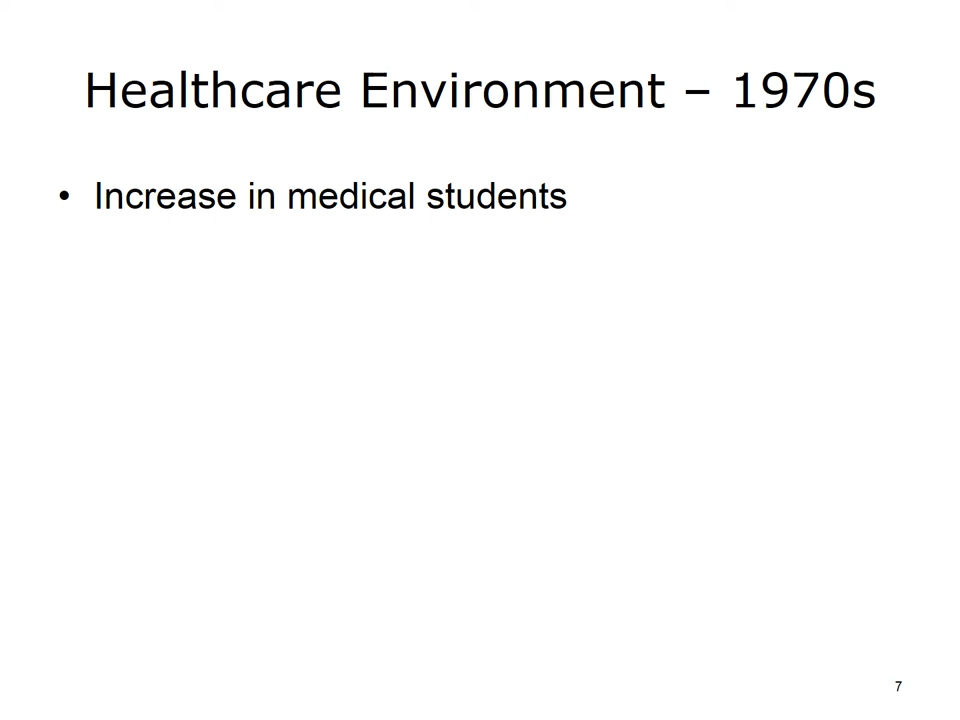 Healthcare Environment – 1970s
• Increase in medical students
7